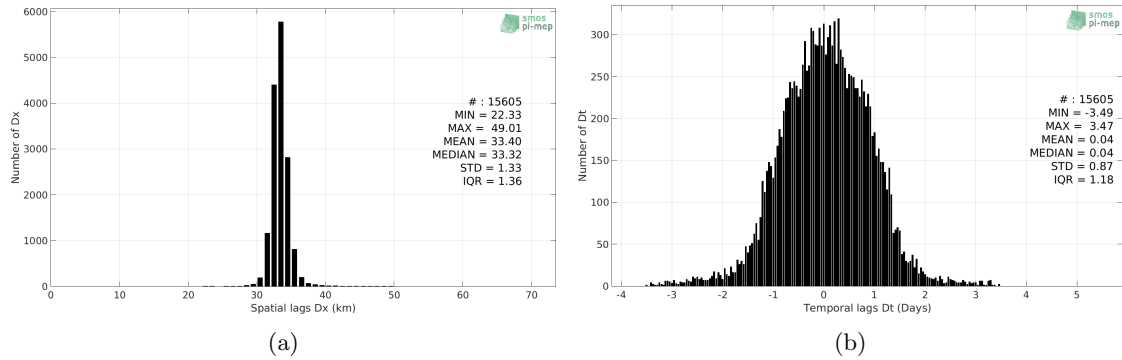 smos
pi-mep
6000
5000
4000
3000
2000
1000
0
Number of Dx
# : 15605
MIN = 22.33
MAX = 49.01
MEAN = 33.40
MEDIAN = 33.32
STD = 1.33
IQR = 1.36
0 10 20 30 40 50 60 70
Spatial lags Dx (km)
(a)
smos
pi-mep
300
250
200
150
100
50
0
Number of Dt
# : 15605
MIN = -3.49
MAX = 3.47
MEAN = 0.04
MEDIAN = 0.04
STD = 0.87
IQR = 1.18
-4 -3 -2 -1 0 1 2 3 4 5
Temporal lags Dt (Days)
(b)